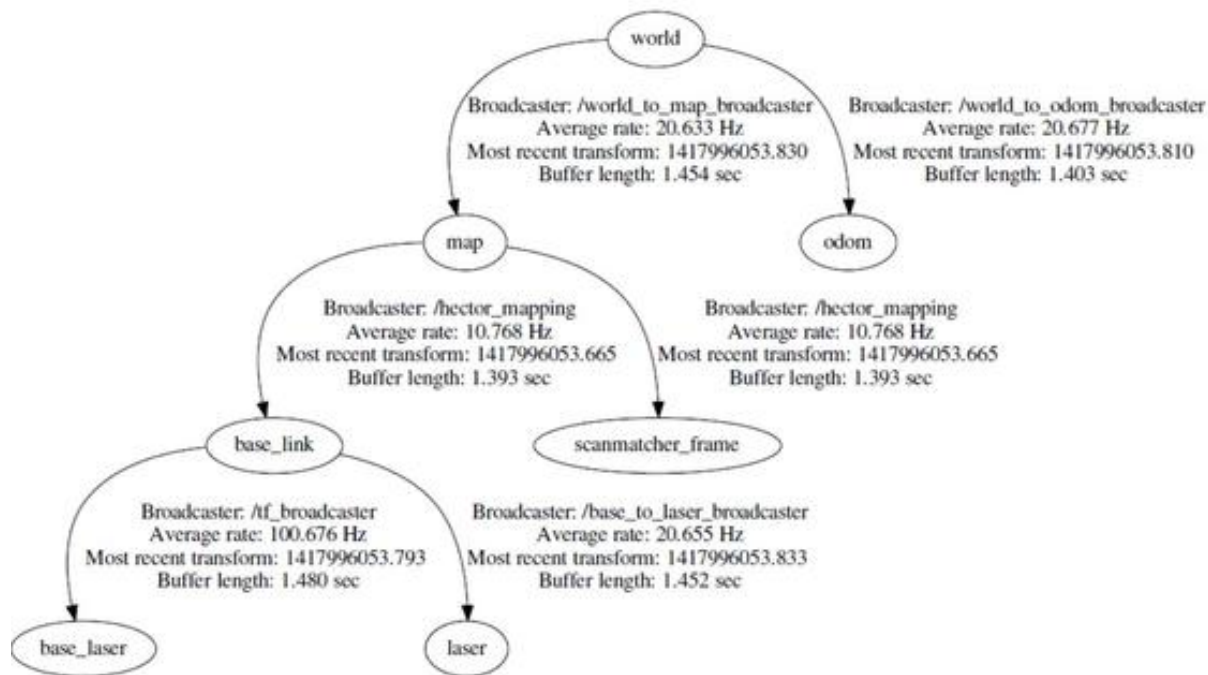 world
Broadcaster: /world_to_map_broadcaster
Average rate: 20.633 Hz
Most recent transform: 1417996053.830
Buffer length: 1.454 sec
Broadcaster: /world_to_odom_broadcaster
Average rate: 20.677 Hz
Most recent transform: 1417996053.810
Buffer length: 1.403 sec
map
odom
Broadcaster: /hector_mapping
Average rate: 10.768 Hz
Most recent transform: 1417996053.665
Buffer length: 1.393 sec
Broadcaster: /hector_mapping
Average rate: 10.768 Hz
Most recent transform: 1417996053.665
Buffer length: 1.393 sec
base_link
scanmatcher_frame
Broadcaster: /tf_broadcaster
Average rate: 100.676 Hz
Most recent transform: 1417996053.793
Buffer length: 1.480 sec
Broadcaster: /base_to_laser_broadcaster
Average rate: 20.655 Hz
Most recent transform: 1417996053.833
Buffer length: 1.452 sec
base_laser
laser